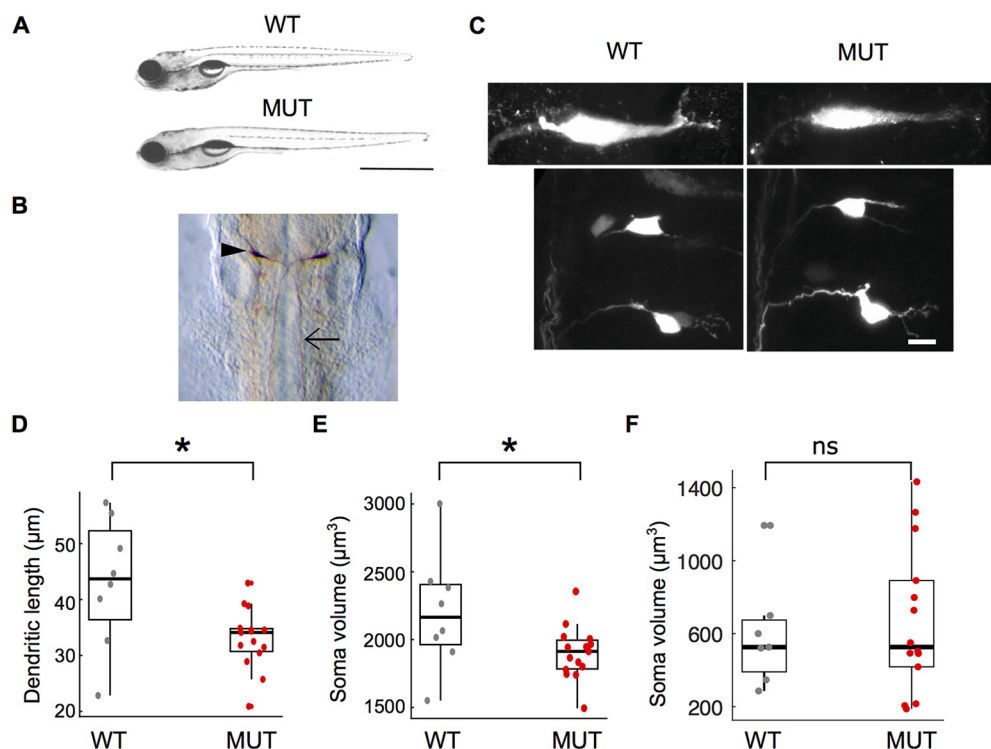 A
WT
MUT
B
C
WT MUT
D
*
Dendritic length (µm)
50
40
30
20
WT MUT
E
*
Soma volume (µm³)
3000
2500
2000
1500
WT MUT
F
ns
Soma volume (µm³)
1400
1000
600
200
WT MUT